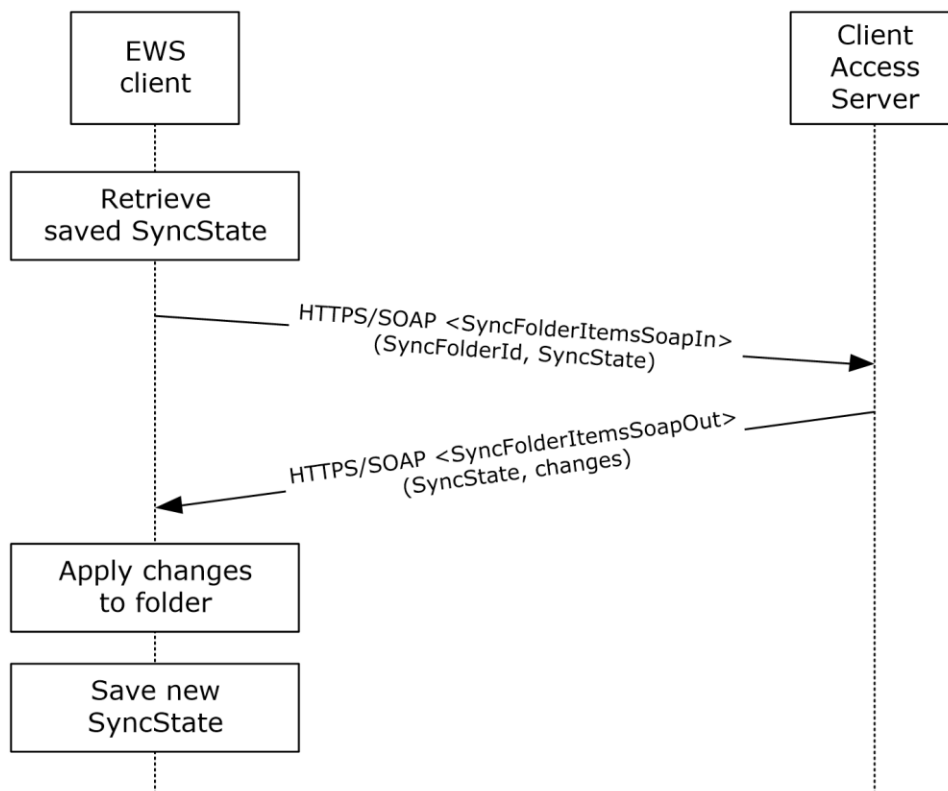 EWS
client
Client
Access
Server
Retrieve
saved SyncState
HTTPS/SOAP <SyncFolderItemsSoapIn>
(SyncFolderId, SyncState)
HTTPS/SOAP <SyncFolderItemsSoapOut>
(SyncState, changes)
Apply changes
to folder
Save new
SyncState